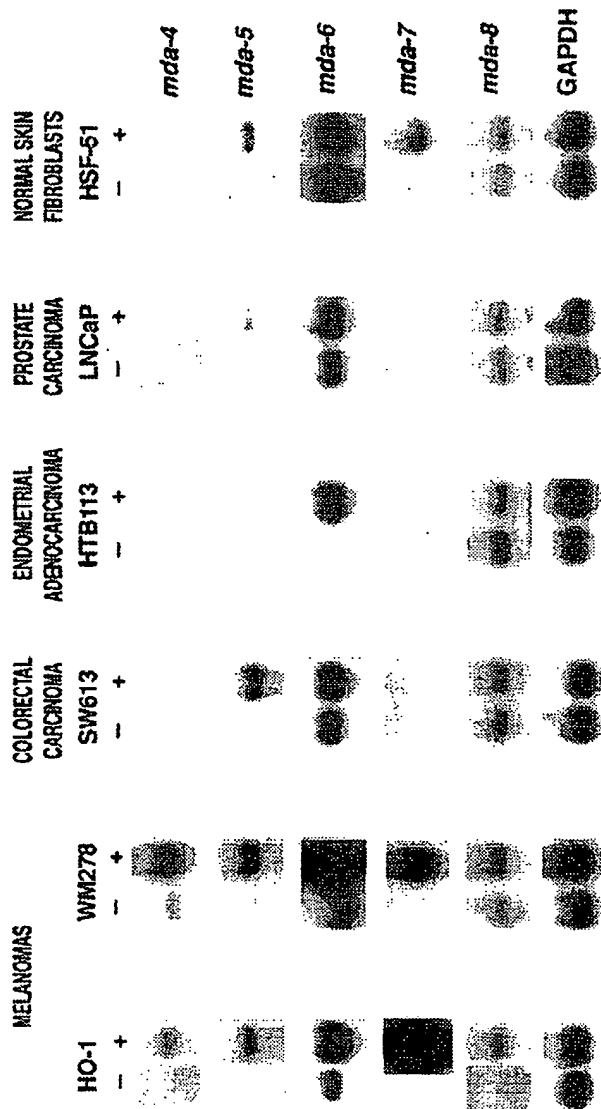 MELANOMAS
HO-1
− +
WM278
− +
COLORECTAL
CARCINOMA
SW613
− +
ENDOMETRIAL
ADENOCARCINOMA
HTB113
− +
PROSTATE
CARCINOMA
LNCaP
− +
NORMAL SKIN
FIBROBLASTS
HSF-51
− +
mda-4
mda-5
mda-6
mda-7
mda-8
GAPDH